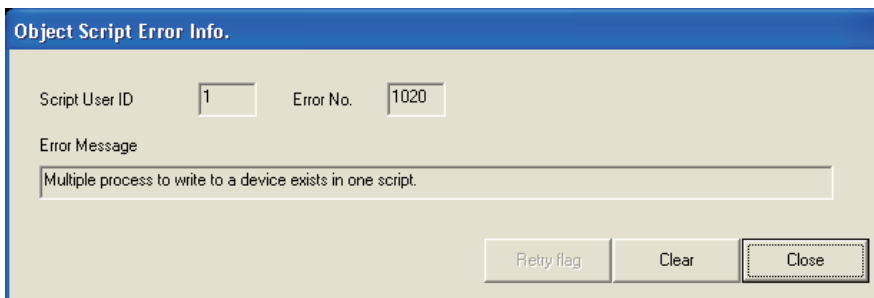 Object Script Error Info.
Script User ID 1 Error No. 1020
Error Message
Multiple process to write to a device exists in one script.
Retry flag Clear Close